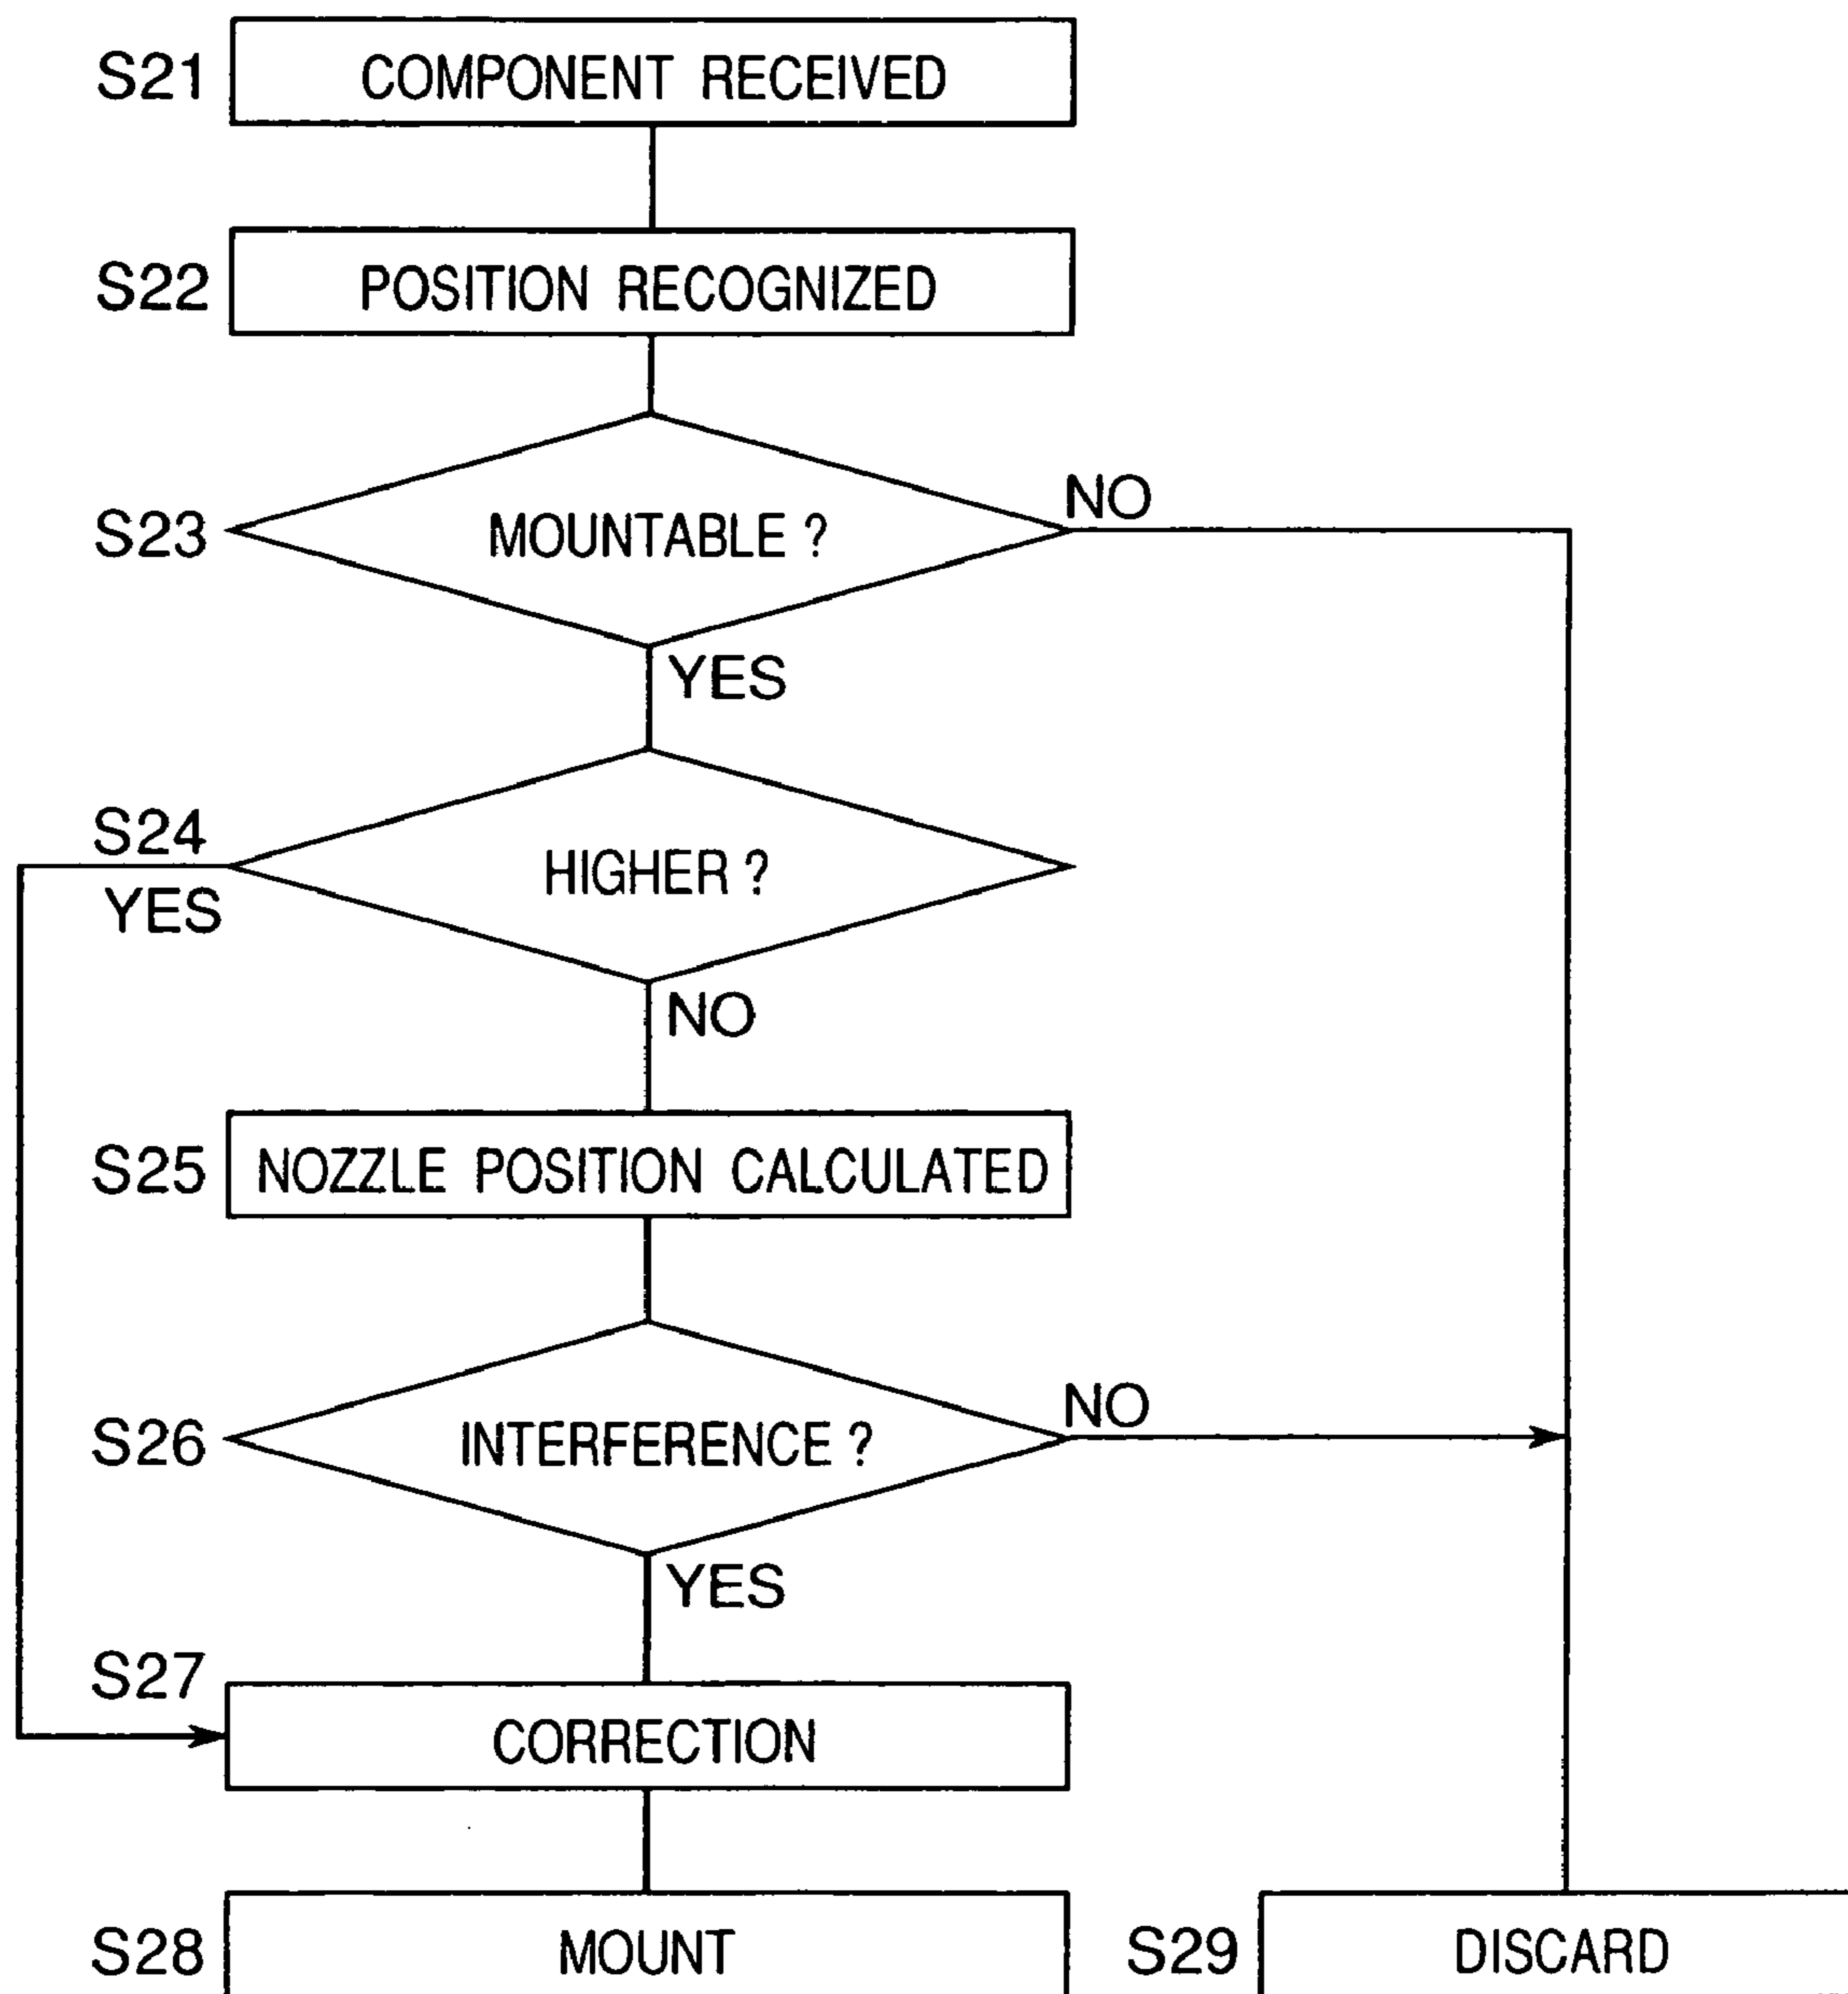 S21 COMPONENT RECEIVED
S22 POSITION RECOGNIZED
S23 MOUNTABLE ? NO
YES
S24 HIGHER ?
YES
NO
S25 NOZZLE POSITION CALCULATED
S26 INTERFERENCE ? NO
YES
S27 CORRECTION
S28 MOUNT
S29 DISCARD